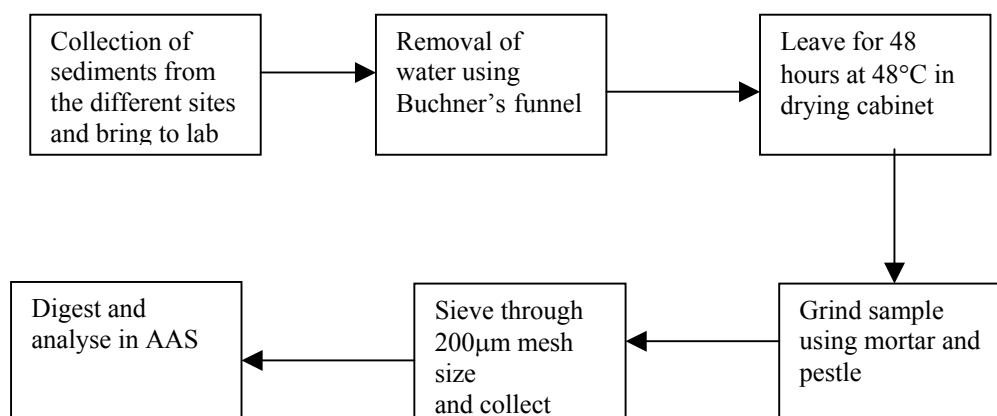 Collection of
sediments from
the different sites
and bring to lab
Removal of
water using
Buchner’s funnel
Leave for 48
hours at 48°C in
drying cabinet
Grind sample
using mortar and
pestle
Sieve through
200μm mesh
size
and collect
Digest and
analyse in AAS